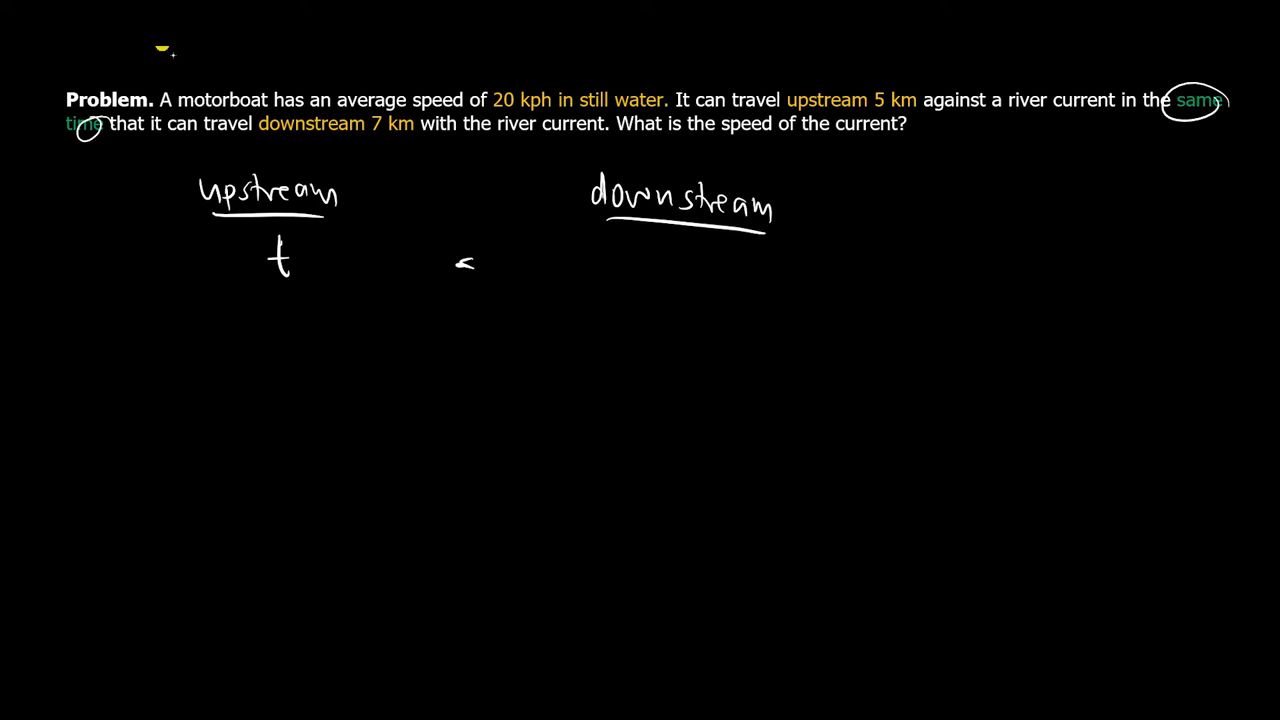 Problem. A motorboat has an average speed of 20 kph in still water. It can travel upstream 5 km against a river current in the same
time that it can travel downstream 7 km with the river current. What is the speed of the current?
upstream downstream
t